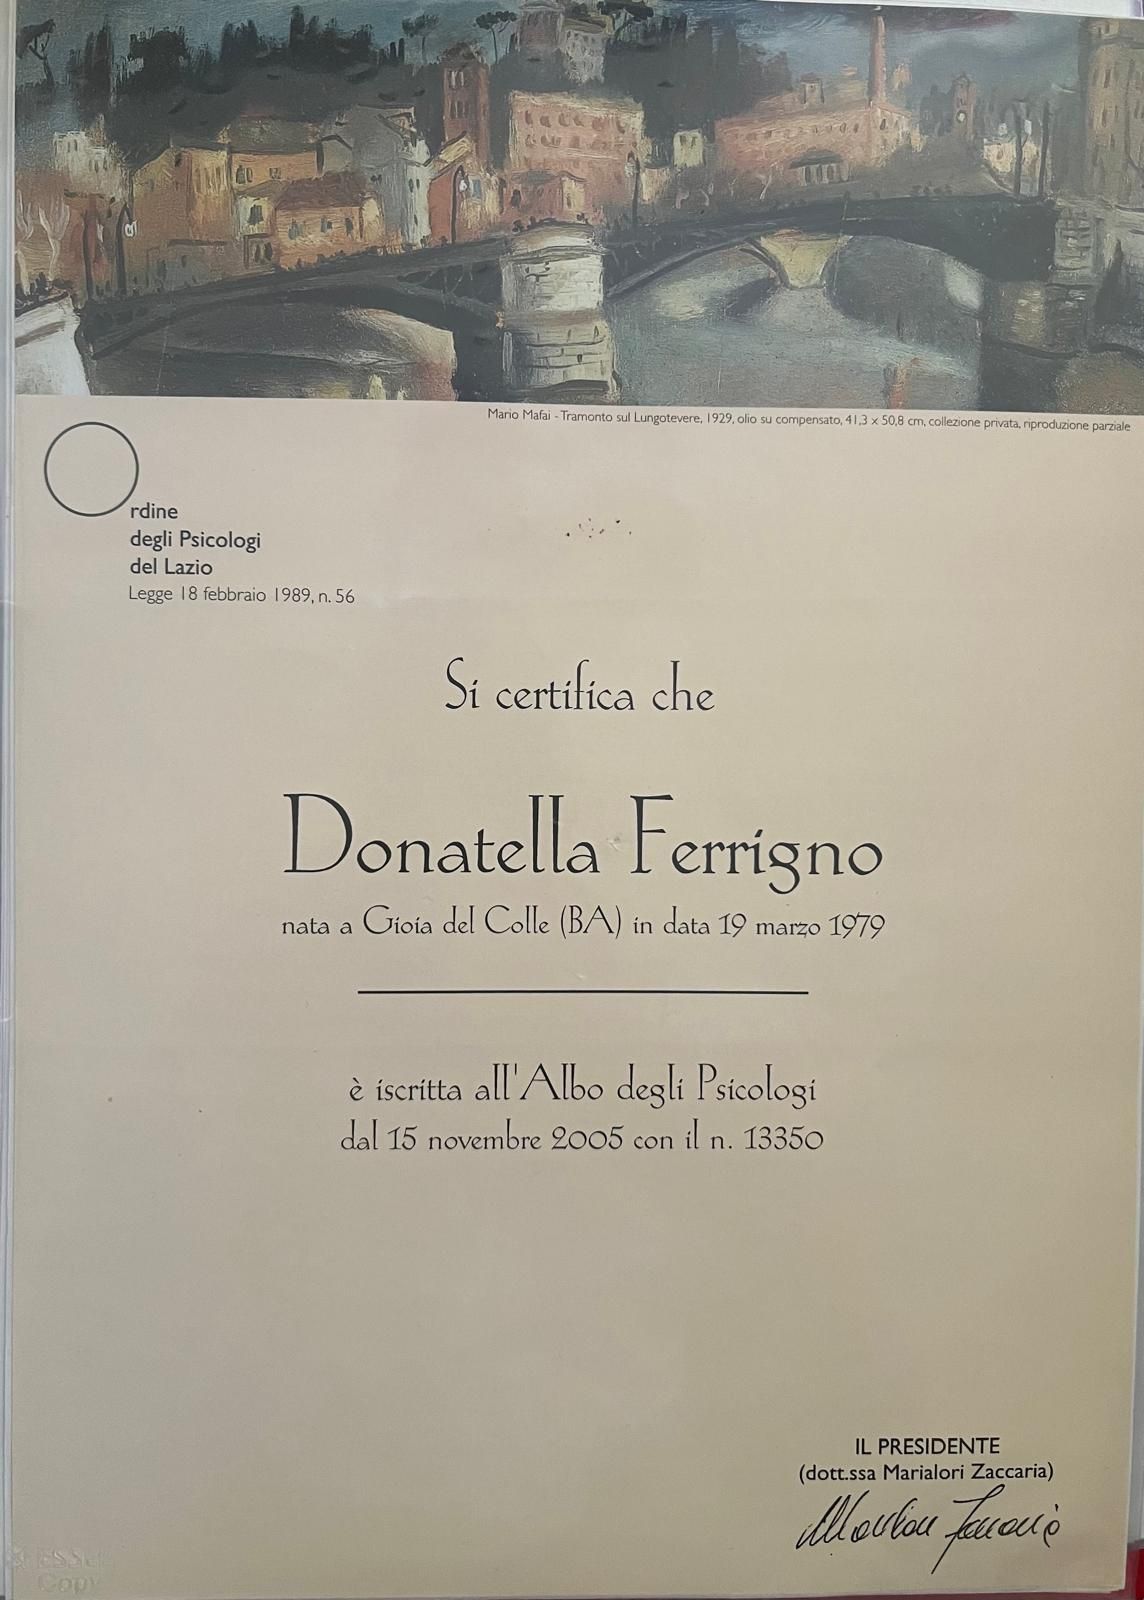 Mario Mafai - Tramonto sul Lungotevere, 1929, olio su compensato, 41,3 x 50,8 cm, collezione privata, riproduzione parziale
Ordine
degli Psicologi
del Lazio
Legge 18 febbraio 1989, n. 56
Si certifica che
Donatella Ferrigno
nata a Gioia del Colle (BA) in data 19 marzo 1979
è iscritta all'Albo degli Psicologi
dal 15 novembre 2005 con il n. 13350
IL PRESIDENTE
(dott.ssa Marialori Zaccaria)
Copy